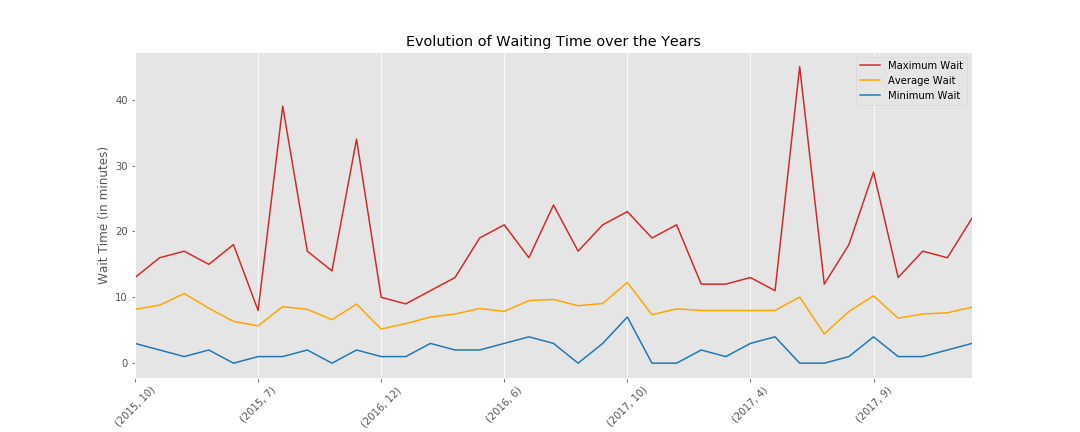 Evolution of Waiting Time over the Years
Maximum Wait
Average Wait
Minimum Wait
Wait Time (in minutes)
40
30
20
10
0
(2015, 10)
(2015, 7)
(2016, 12)
(2016, 6)
(2017, 10)
(2017, 4)
(2017, 9)